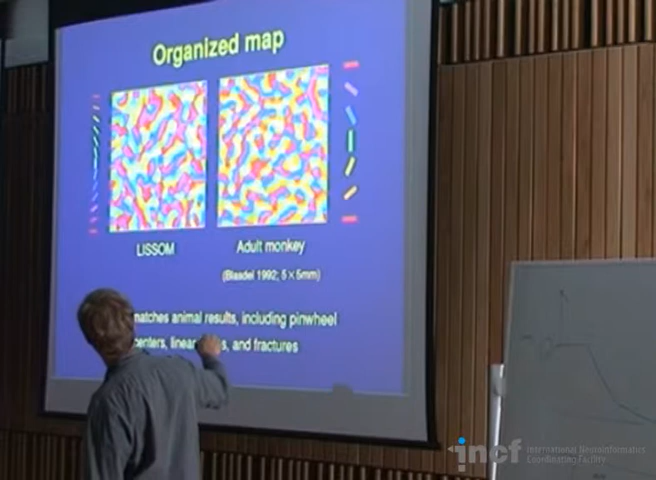 Organized map
LISSOM
Adult monkey
(Blasdel 1992; 5×5mm)
matches animal results, including pinwheel
centers, linear s, and fractures
incf International Neuroinformatics
Coordinating Facility